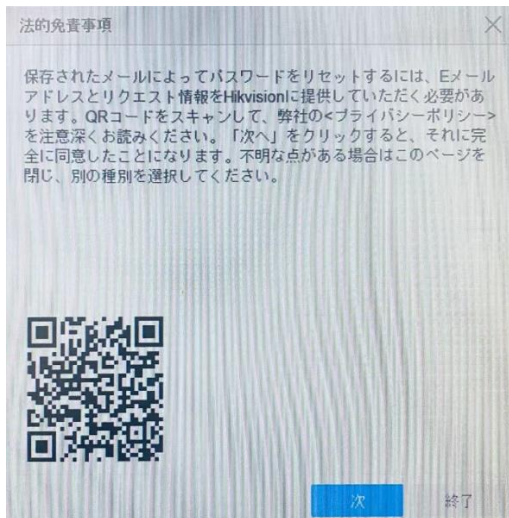 法的免責事項
保存されたメールによってパスワードをリセットするには、Eメール
アドレスとリクエスト情報をHikvisionに提供していただく必要があ
ります。QRコードをスキャンして、弊社の<プライバシーポリシー>
を注意深くお読みください。「次へ」をクリックすると、それに完
全に同意したことになります。不明な点がある場合はこのページを
閉じ、別の種別を選択してください。
次
終了